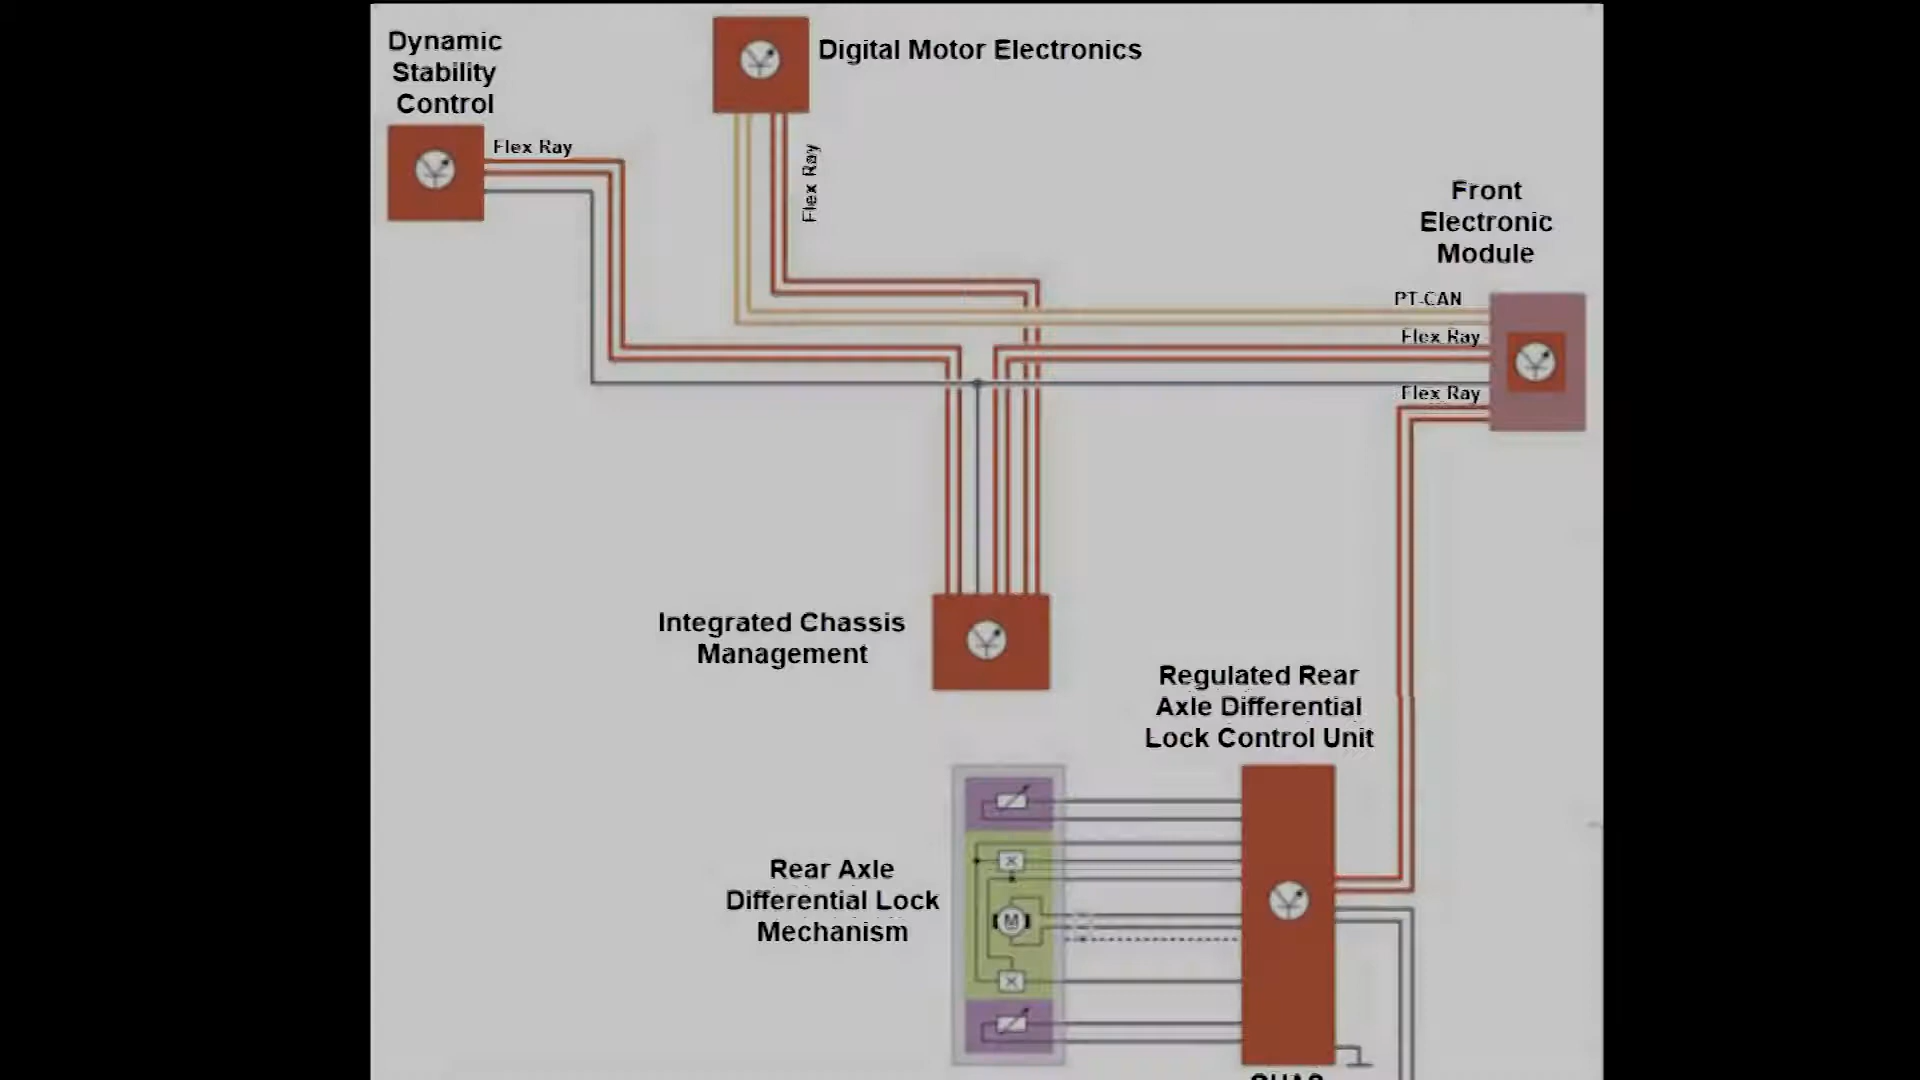 Dynamic
Stability
Control
Digital Motor Electronics
Flex Ray
Flex Ray
Front
Electronic
Module
PT-CAN
Flex Ray
Flex Ray
Integrated Chassis
Management
Regulated Rear
Axle Differential
Lock Control Unit
Rear Axle
Differential Lock
Mechanism
M